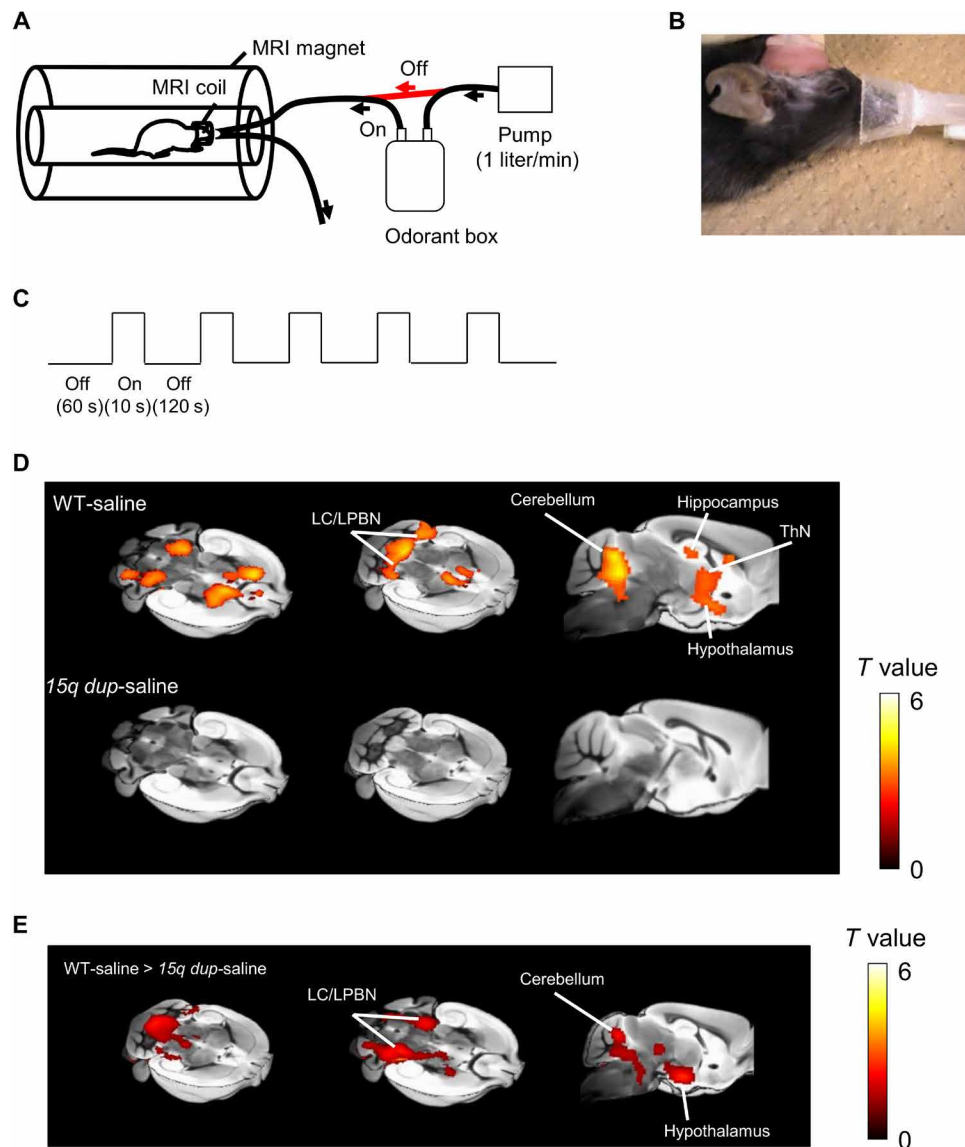 A
MRI magnet
MRI coil
Off
On
Pump
(1 liter/min)
Odorant box
B
C
Off On Off
(60 s)(10 s)(120 s)
D
WT-saline
LC/LPBN
Cerebellum
Hippocampus
ThN
Hypothalamus
15q dup-saline
T value
6
0
E
WT-saline > 15q dup-saline
LC/LPBN
Cerebellum
Hypothalamus
T value
6
0